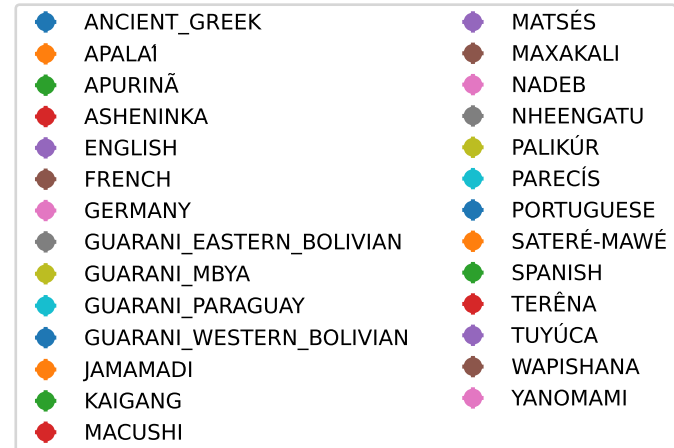 ANCIENT_GREEK
APALAÍ
APURINÃ
ASHENINKA
ENGLISH
FRENCH
GERMANY
GUARANI_EASTERN_BOLIVIAN
GUARANI_MBYA
GUARANI_PARAGUAY
GUARANI_WESTERN_BOLIVIAN
JAMAMADI
KAIGANG
MACUSHI
MATSÉS
MAXAKALI
NADEB
NHEENGATU
PALIKÚR
PARECÍS
PORTUGUESE
SATERÉ-MAWÉ
SPANISH
TERÊNA
TUYÚCA
WAPISHANA
YANOMAMI